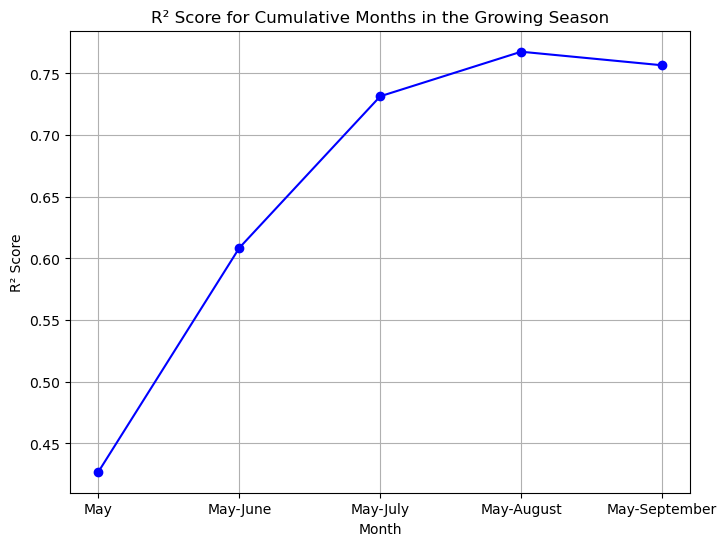 R² Score for Cumulative Months in the Growing Season
R² Score
0.75
0.70
0.65
0.60
0.55
0.50
0.45
May May-June May-July May-August May-September
Month